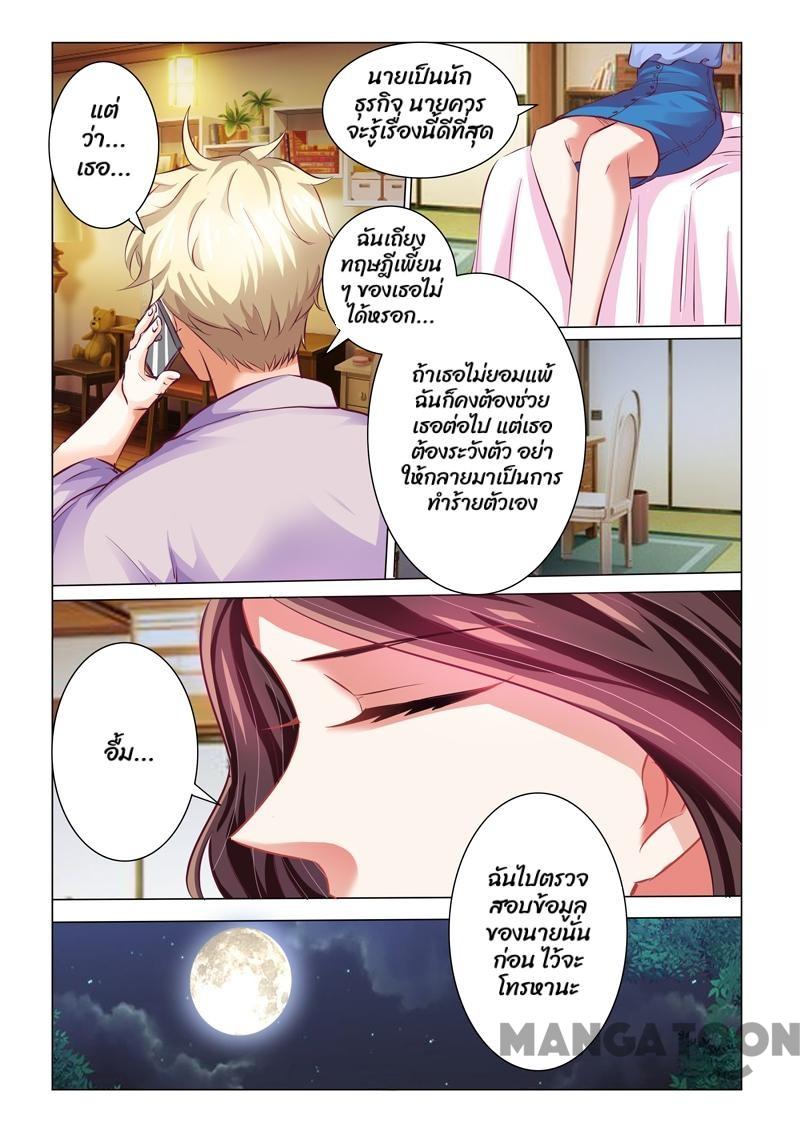 แต่
ว่า...
เธอ...
นายเป็นนัก
ธุรกิจ นายควร
จะรู้เรื่องนี้ดีที่สุด
ฉันเถียง
ทฤษฎีเพี้ยน
ๆ ของเธอไม่
ได้หรอก...
ถ้าเธอไม่ยอมแพ้
ฉันก็คงต้องช่วย
เธอต่อไป แต่เธอ
ต้องระวังตัว อย่า
ให้กลายมาเป็นการ
ทำร้ายตัวเอง
อื้ม...
ฉันไปตรวจ
สอบข้อมูล
ของนายนั่น
ก่อน ไว้จะ
โทรหานะ
MANGATOON